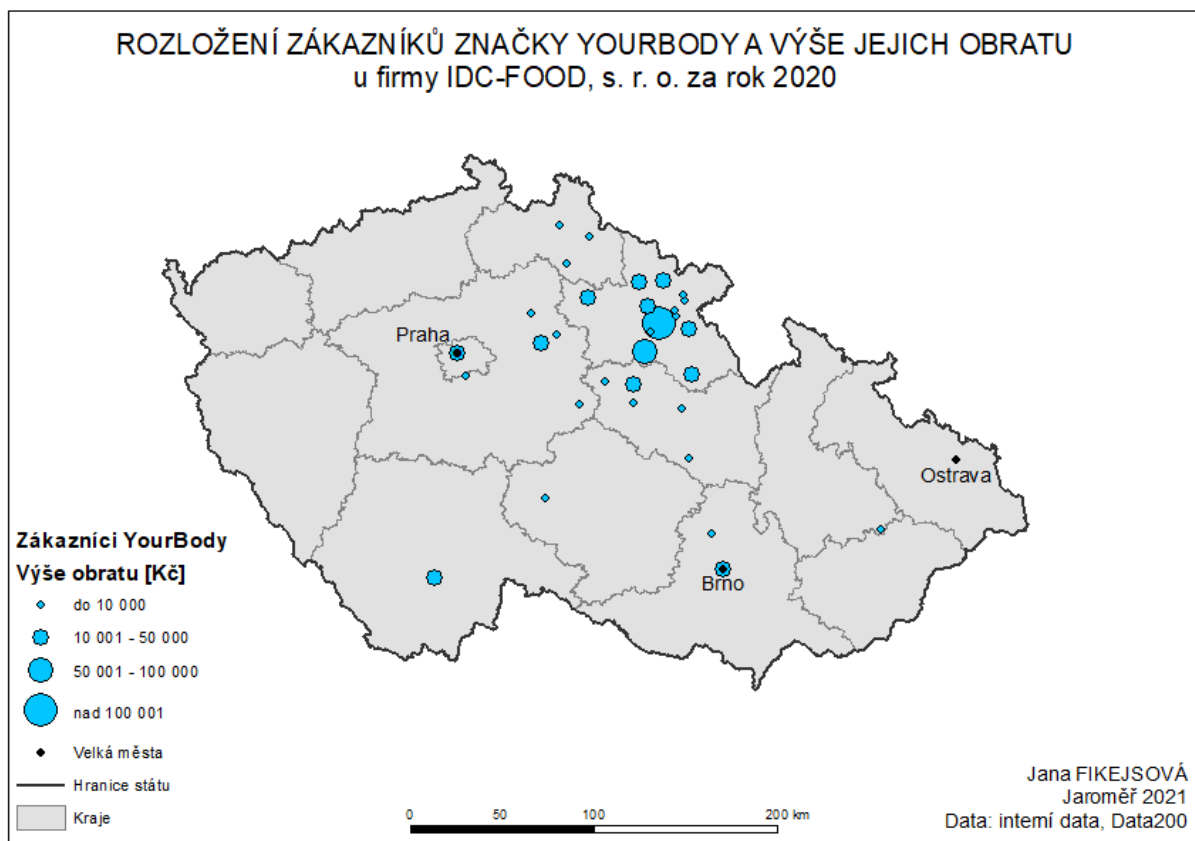 ROZLOŽENÍ ZÁKAZNÍKŮ ZNAČKY YOURBODY A VÝŠE JEJICH OBRATU
u firmy IDC-FOOD, s. r. o. za rok 2020
Praha
Ostrava
Brno
Zákazníci YourBody
Výše obratu [Kč]
do 10 000
10 001 - 50 000
50 001 - 100 000
nad 100 001
Velká města
Hranice státu
Kraje
0 50 100 200 km
Jana FIKEJSOVÁ
Jaroměř 2021
Data: interní data, Data200